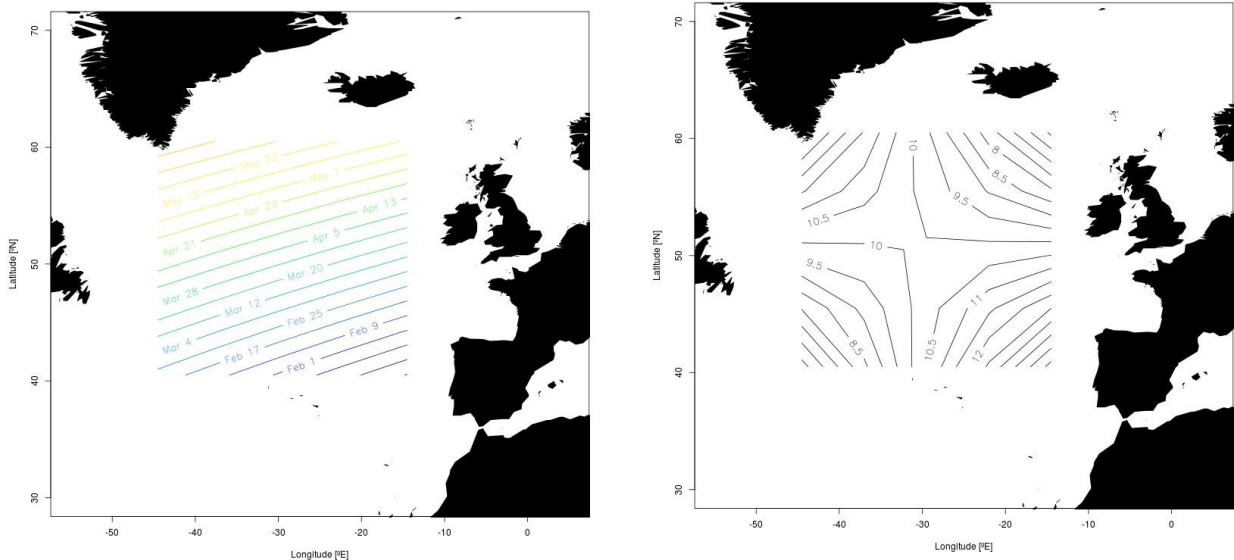 70
60
50
40
30
Latitude [ºN]
May 23
May 15
May 7
Apr 29
Apr 21
Apr 13
Apr 5
Mar 28
Mar 20
Mar 12
Mar 4
Feb 25
Feb 17
Feb 9
Feb 1
-50 -40 -30 -20 -10 0
Longitude [ºE]
70
60
50
40
30
Latitude [ºN]
10
8
8.5
9.5
10.5
10
9.5
11
8.5
10.5
12
-50 -40 -30 -20 -10 0
Longitude [ºE]